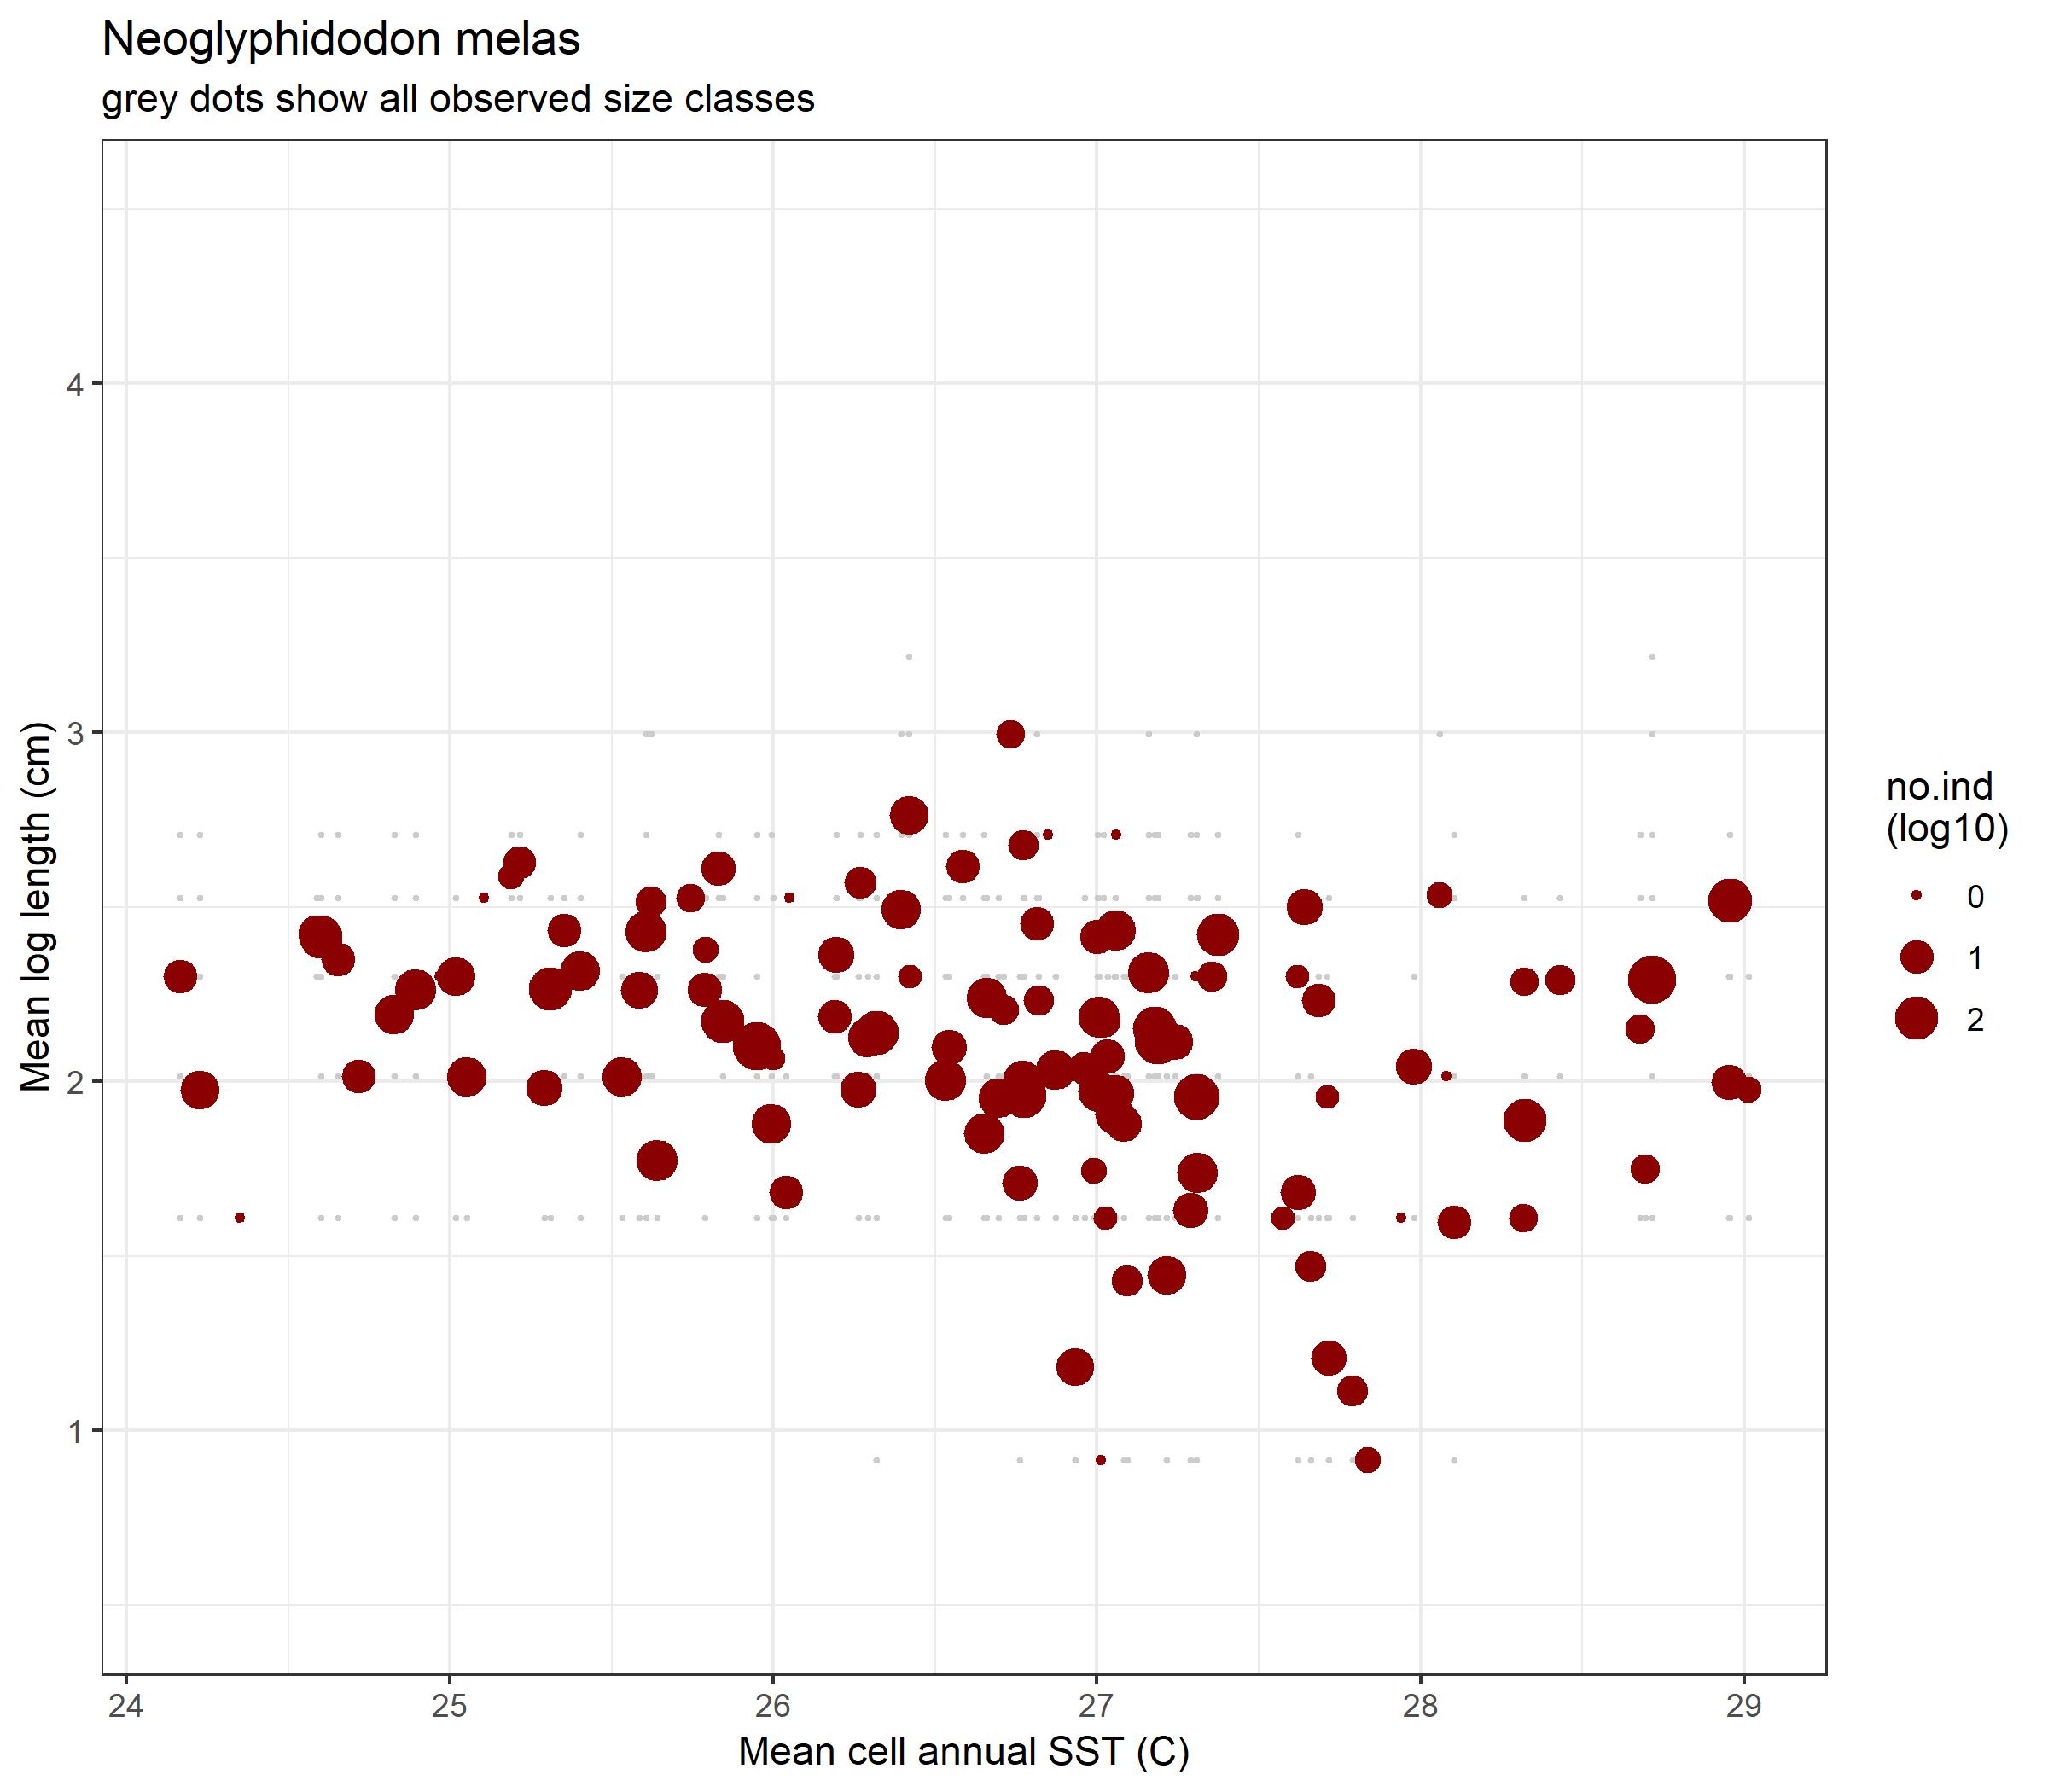 Neoglyphidodon melas
grey dots show all observed size classes
Mean log length (cm)
4
3
2
1
24 25 26 27 28 29
Mean cell annual SST (C)
no.ind
(log10)
0
1
2